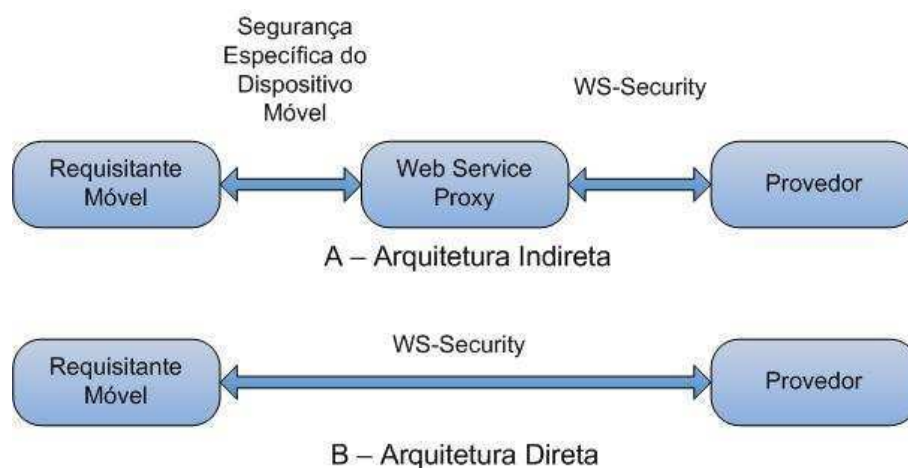 Segurança
Específica do
Dispositivo
Móvel
WS-Security
Requisitante
Móvel
Web Service
Proxy
Provedor
A – Arquitetura Indireta
WS-Security
Requisitante
Móvel
Provedor
B – Arquitetura Direta